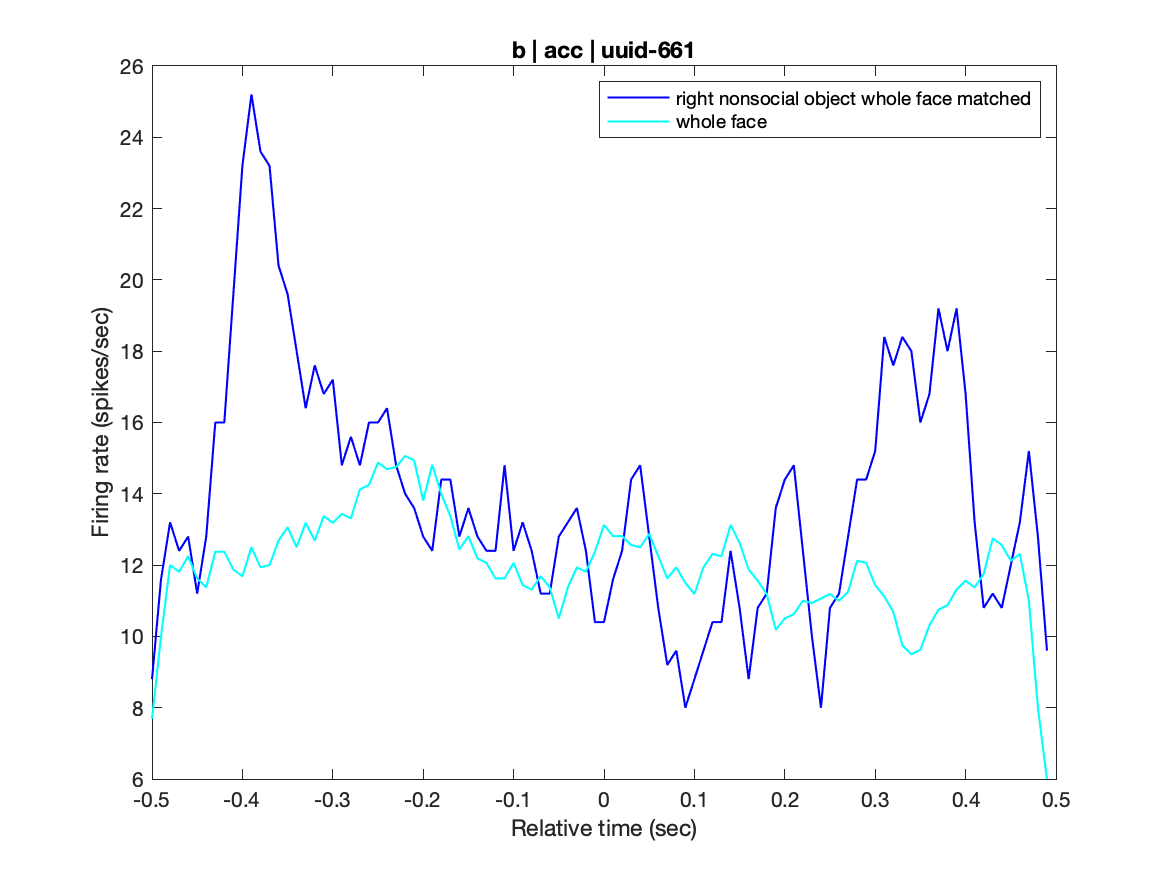 b | acc | uuid-661
right nonsocial object whole face matched
whole face
Firing rate (spikes/sec)
26
24
22
20
18
16
14
12
10
8
6
-0.5 -0.4 -0.3 -0.2 -0.1 0 0.1 0.2 0.3 0.4 0.5
Relative time (sec)